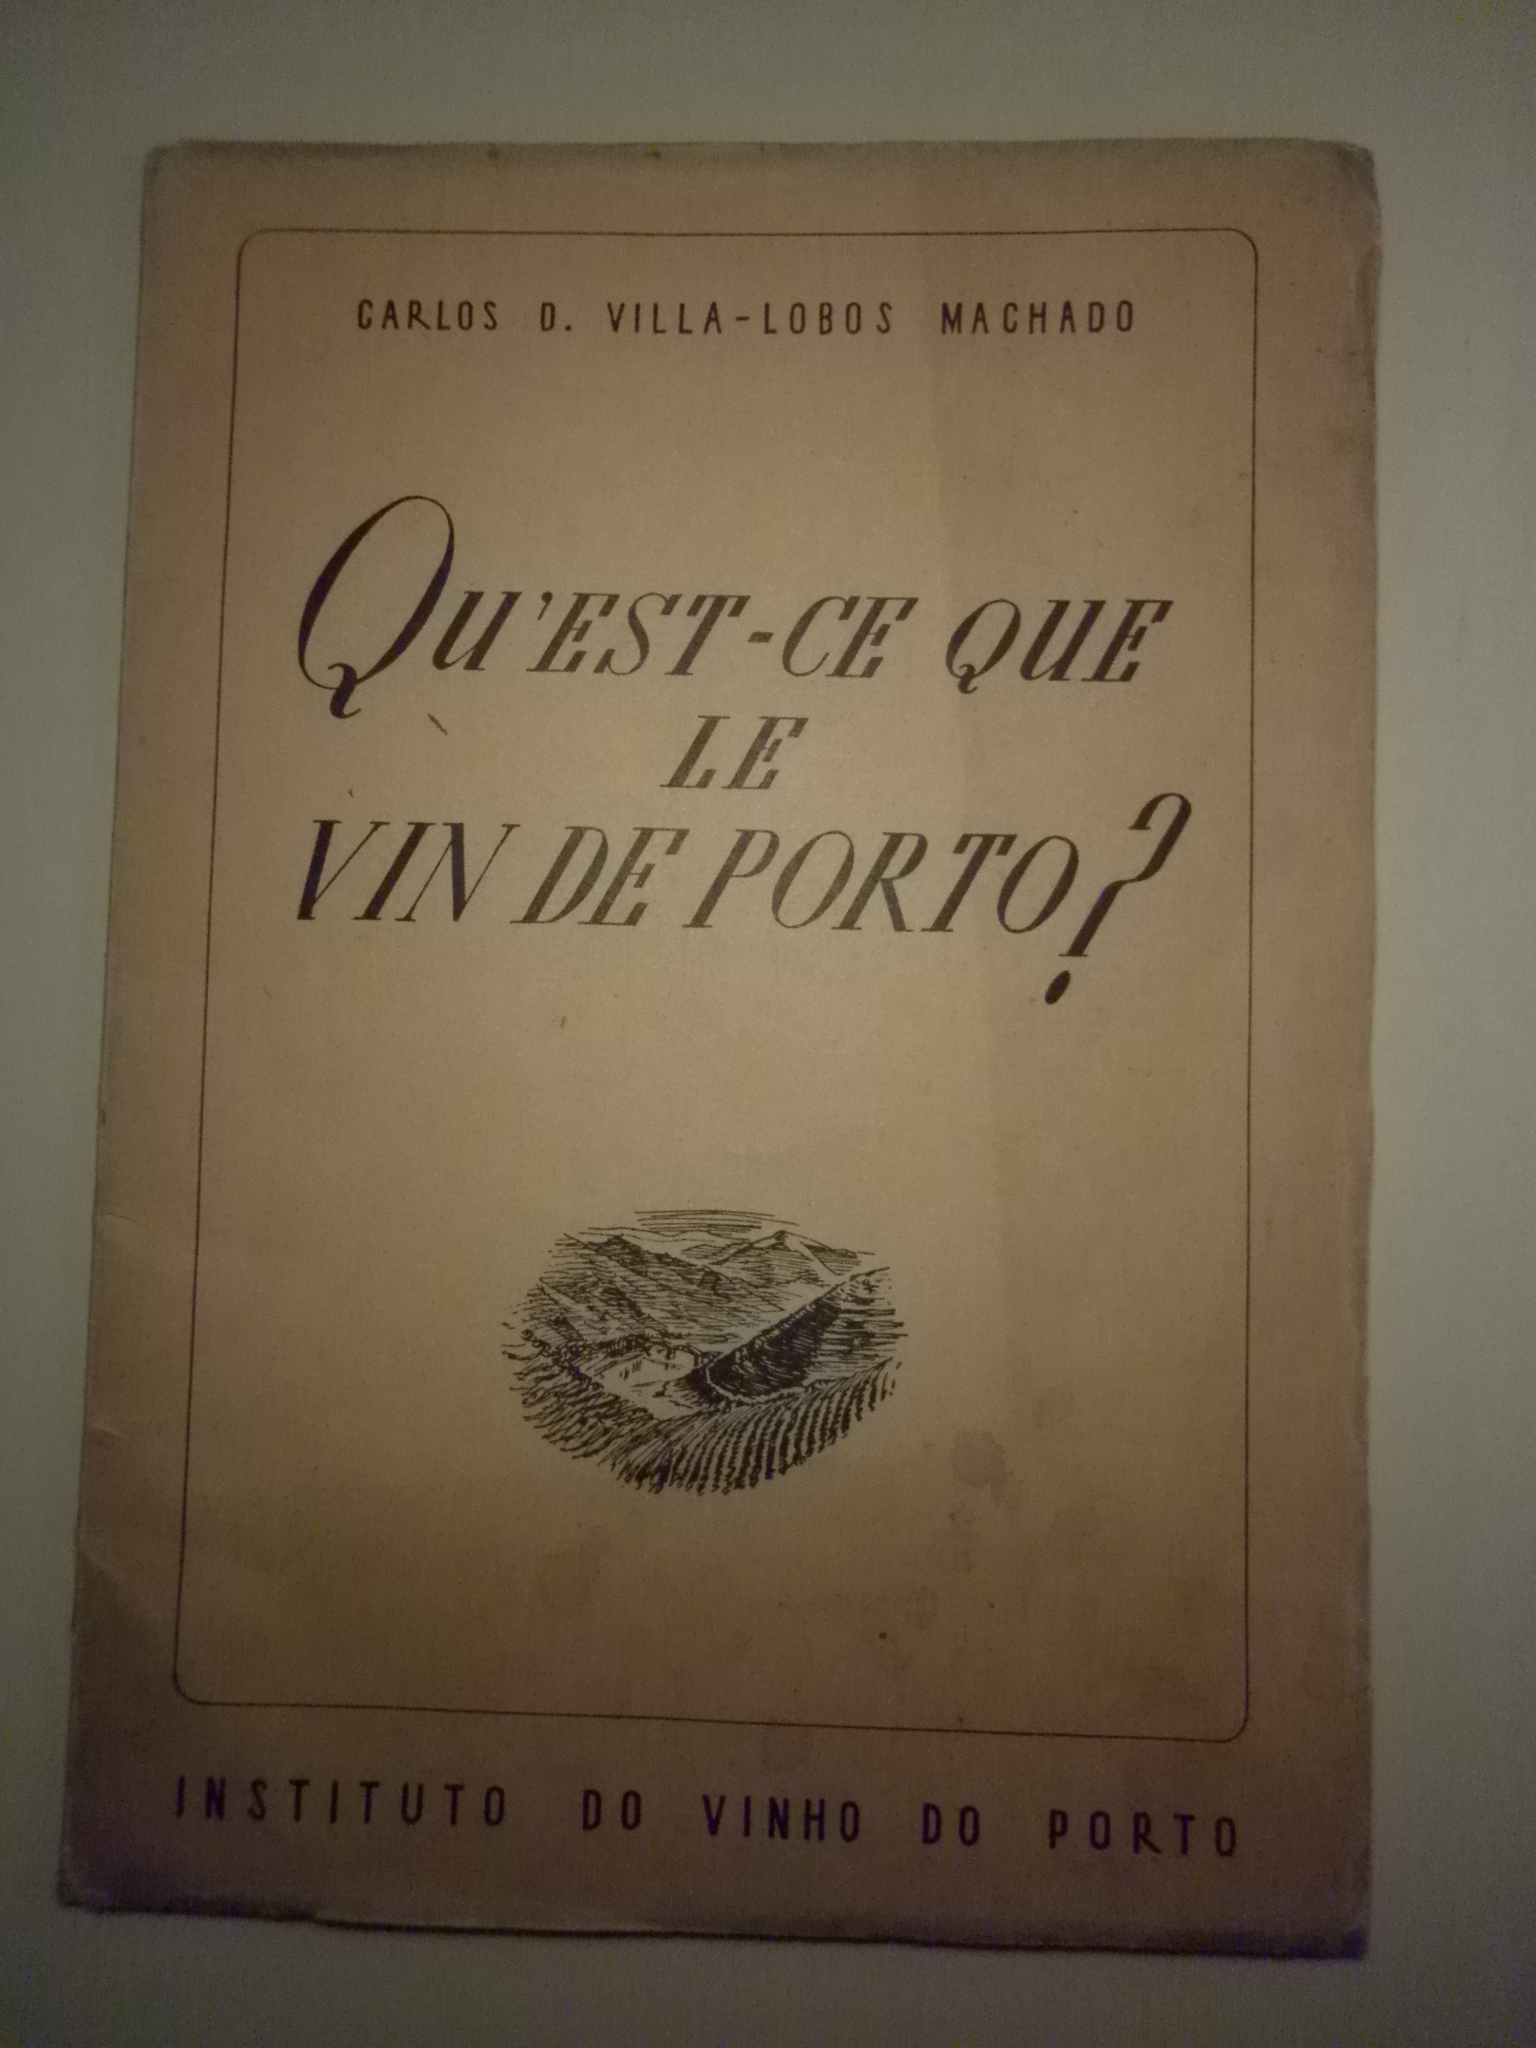 CARLOS D. VILLA-LOBOS MACHADO
QU'EST-CE QUE
LE
VIN DE PORTO?
INSTITUTO DO VINHO DO PORTO